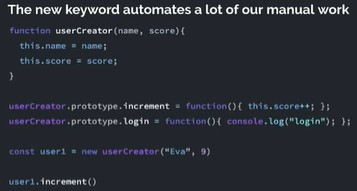 The new keyword automates a lot of our manual work
function userCreator(name, score){
this.name = name;
this.score = score;
}
userCreator.prototype.increment = function(){ this.score++; };
userCreator.prototype.login = function(){ console.log("login"); };
const user1 = new userCreator(“Eva”, 9)
user1.increment()